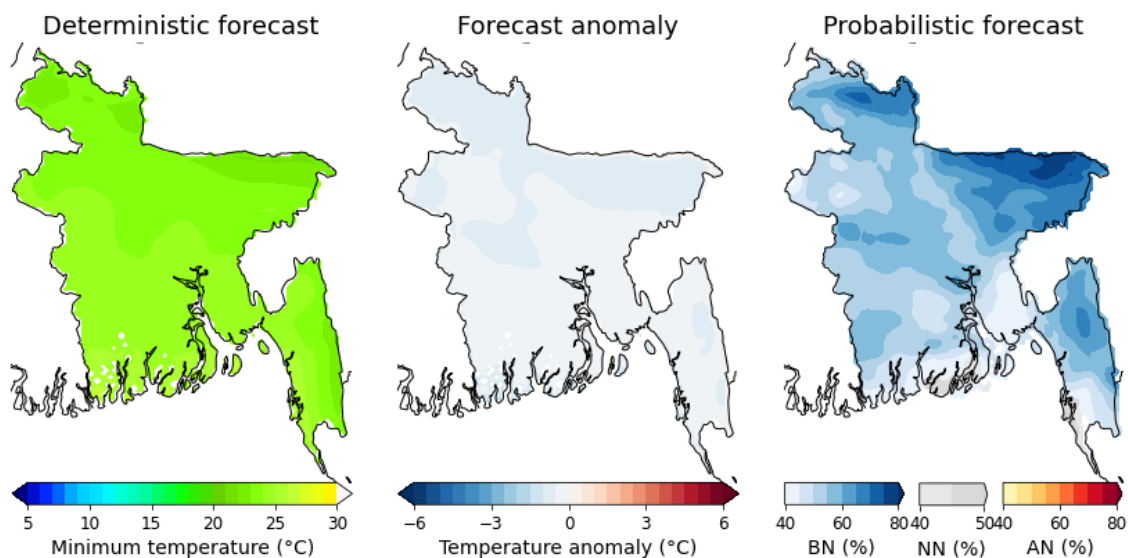 Deterministic forecast
Forecast anomaly
Probabilistic forecast
5 10 15 20 25 30
Minimum temperature (°C)
−6 −3 0 3 6
Temperature anomaly (°C)
40 60 80
BN (%)
40 50
NN (%)
40 60 80
AN (%)